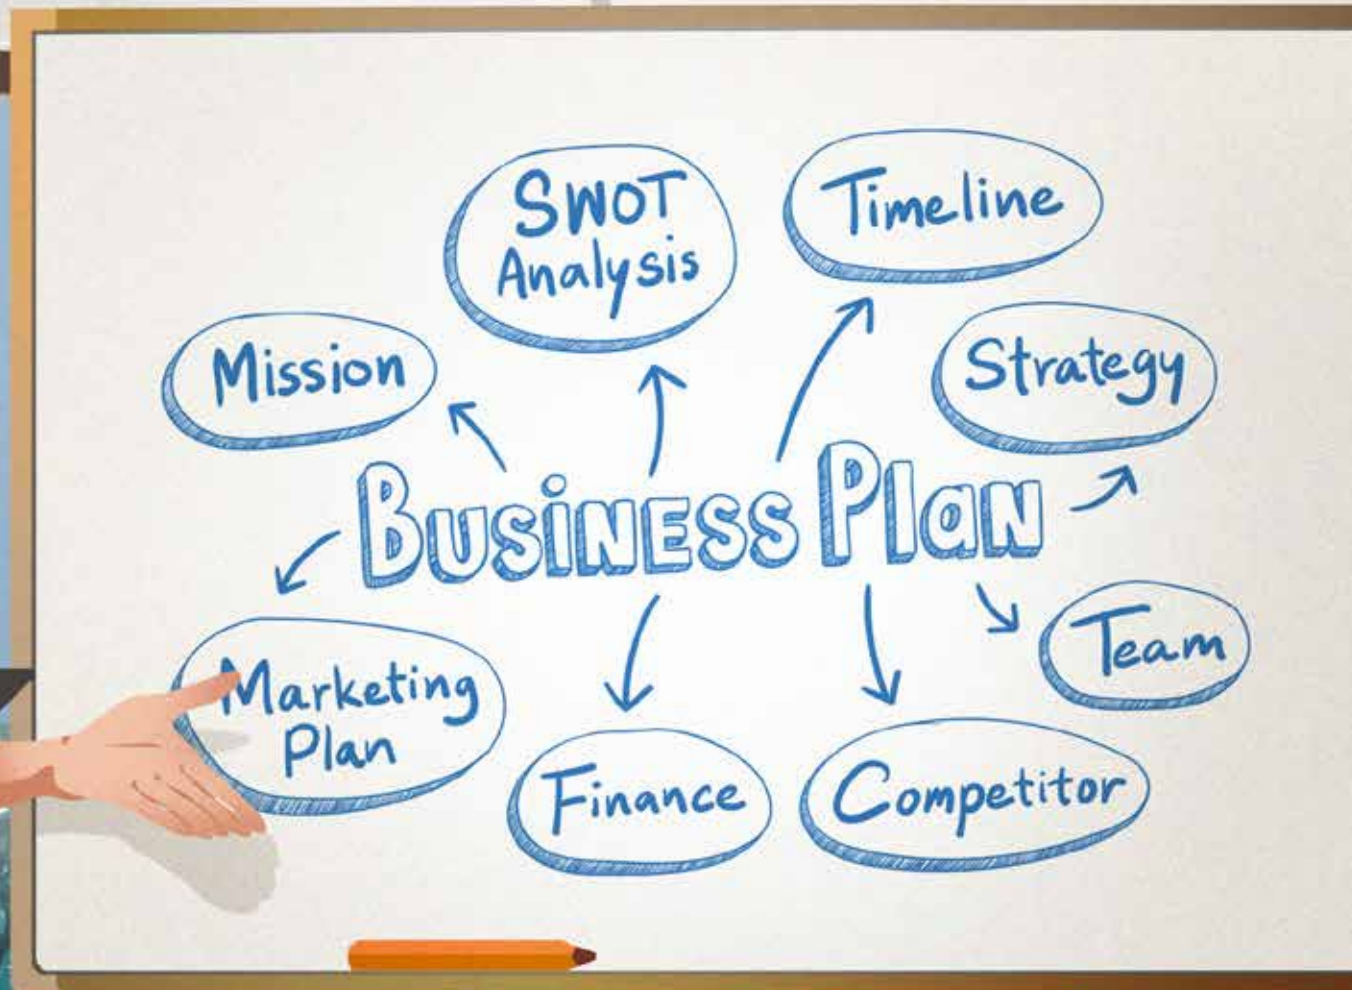 SWOT
Analysis
Timeline
Mission
Strategy
Business Plan
Marketing
Plan
Team
Finance
Competitor